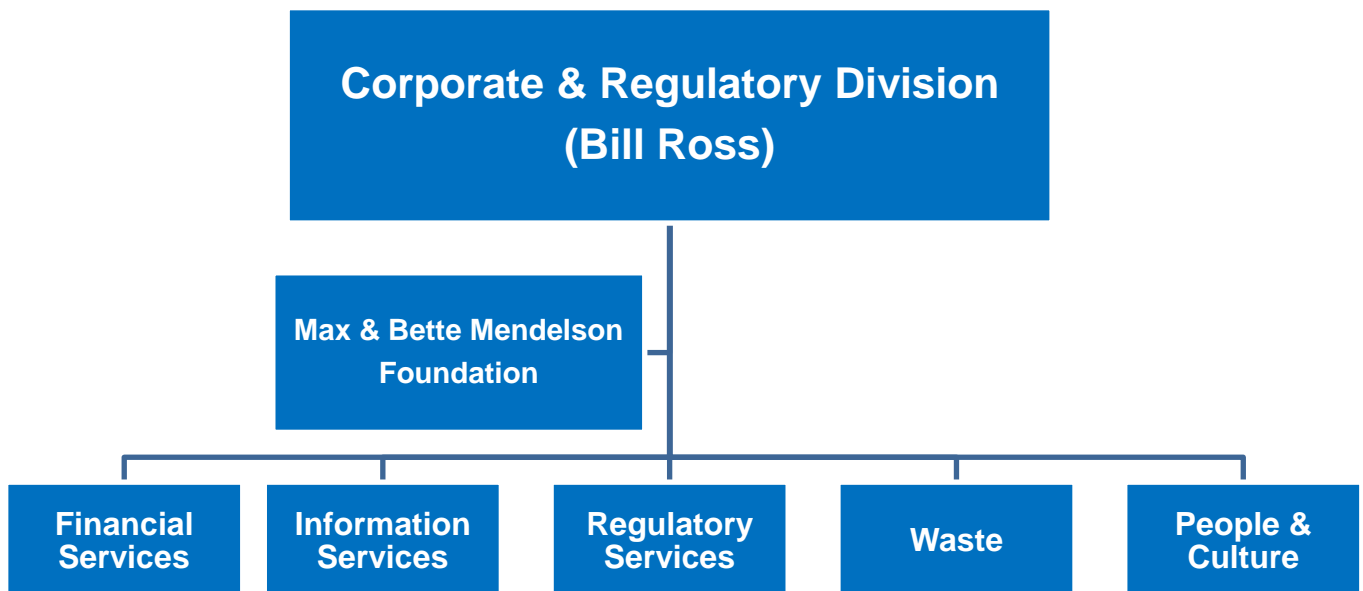 Corporate & Regulatory Division
(Bill Ross)
Max & Bette Mendelson
Foundation
Financial
Services
Information
Services
Regulatory
Services
Waste
People &
Culture